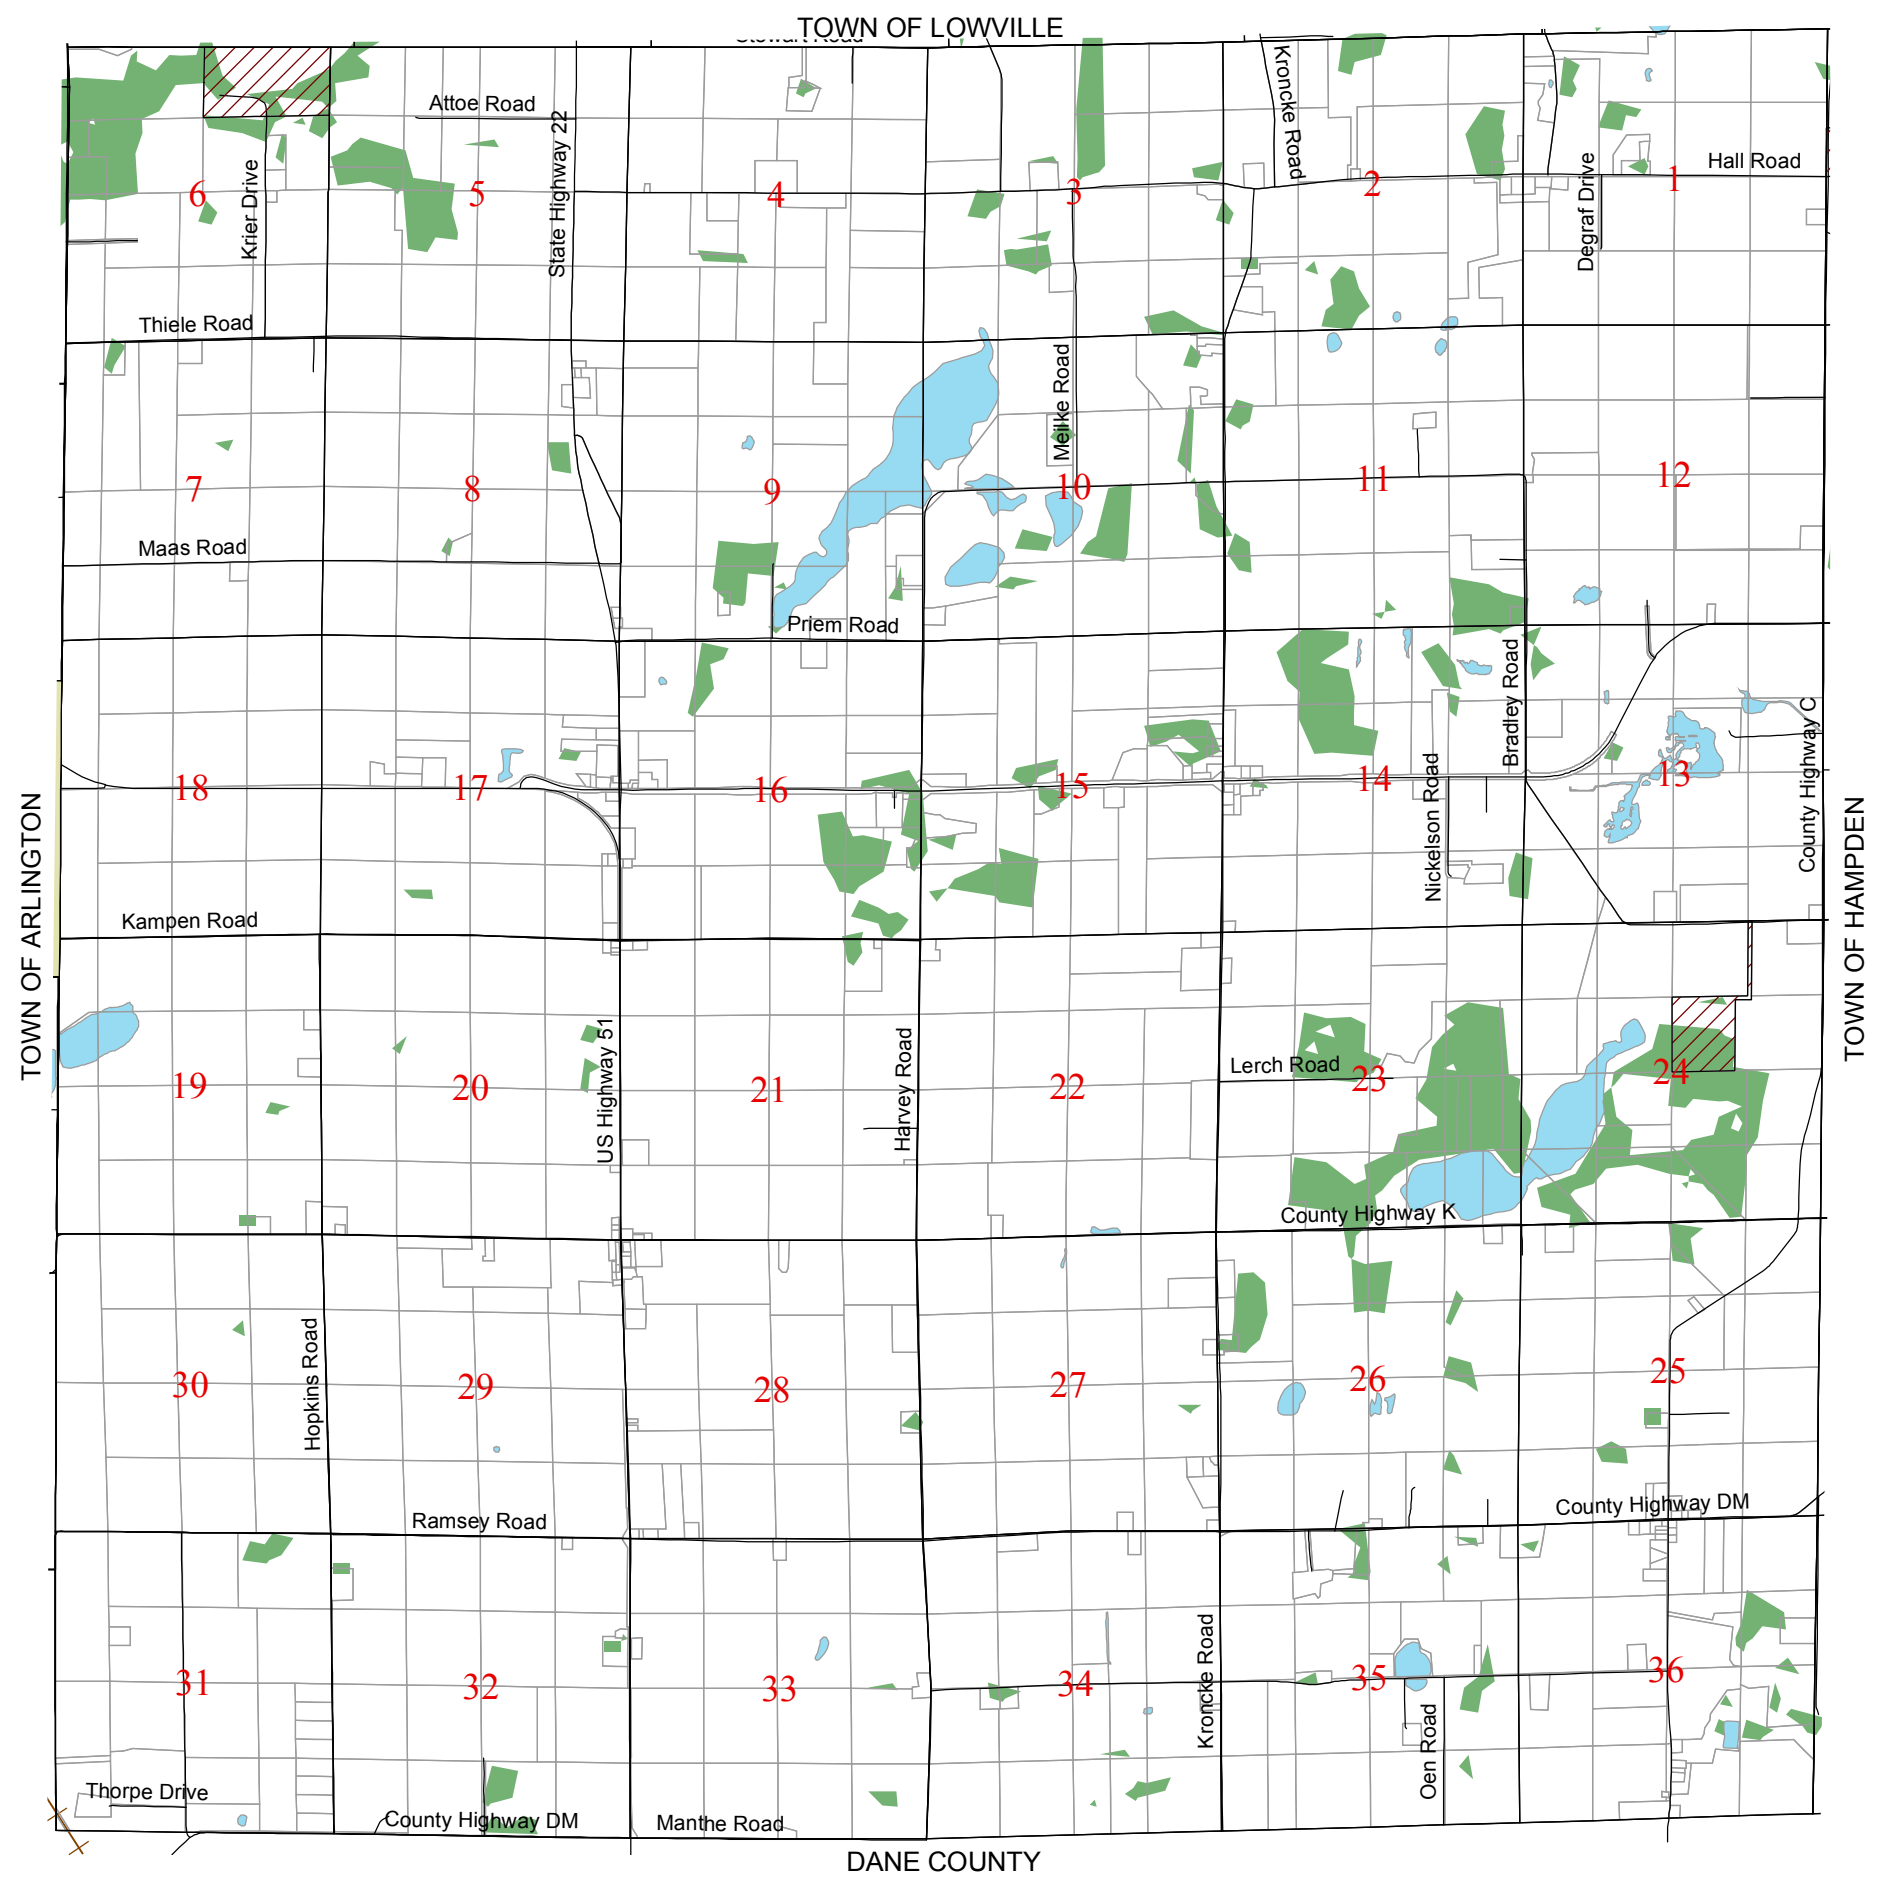 TOWN OF LOWVILLE
Stewart Road
Kroncke Road
Attoe Road
State Highway 22
Krier Drive
Degraf Drive
Hall Road
6
5
4
3
2
1
Thiele Road
Meilke Road
7
8
9
10
11
12
Maas Road
Priem Road
Bradley Road
Nickelson Road
County Highway C
18
17
16
15
14
13
TOWN OF ARLINGTON
TOWN OF HAMPDEN
Kampen Road
US Highway 51
Harvey Road
Lerch Road
19
20
21
22
23
24
County Highway K
Hopkins Road
30
29
28
27
26
25
Ramsey Road
County Highway DM
Kroncke Road
31
32
33
34
35
36
Oen Road
Thorpe Drive
County Highway DM
Manthe Road
DANE COUNTY